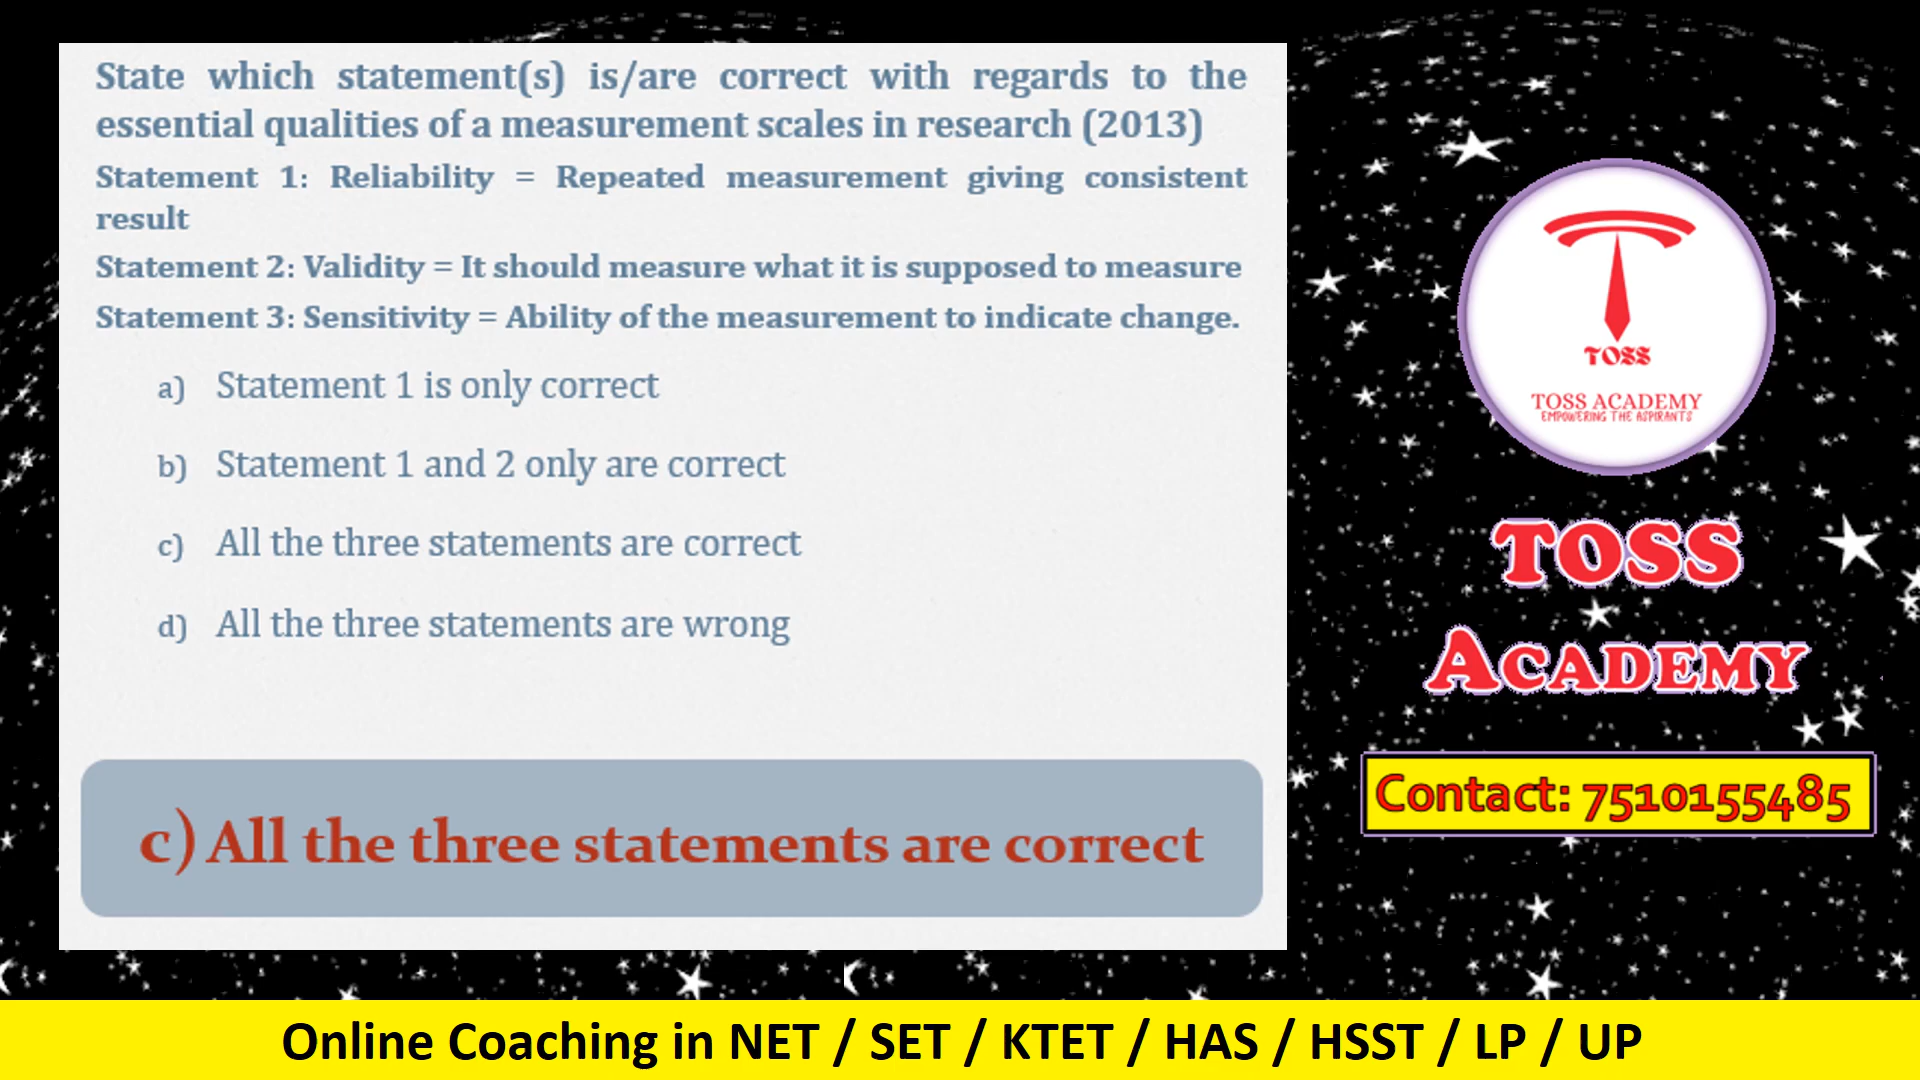 State which statement(s) is/are correct with regards to the
essential qualities of a measurement scales in research (2013)
Statement 1: Reliability = Repeated measurement giving consistent
result
Statement 2: Validity = It should measure what it is supposed to measure
Statement 3: Sensitivity = Ability of the measurement to indicate change.
a) Statement 1 is only correct
b) Statement 1 and 2 only are correct
c) All the three statements are correct
d) All the three statements are wrong
c) All the three statements are correct
TOSS
TOSS ACADEMY
EMPOWERING THE ASPIRANTS
TOSS
ACADEMY
Contact: 7510155485
Online Coaching in NET / SET / KTET / HAS / HSST / LP / UP